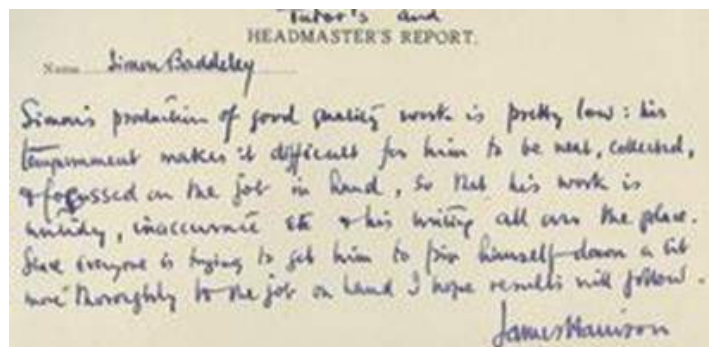 Tutor's and
HEADMASTER'S REPORT.
Name Simon Baddeley
Simon's production of good quality work is pretty low: his
temperament makes it difficult for him to be neat, collected,
& focussed on the job in hand, so that his work is
untidy, inaccurate etc & his writing all over the place.
Since everyone is trying to get him to pin himself down a bit
more thoroughly to the job on hand I hope results will follow.
James Harrison